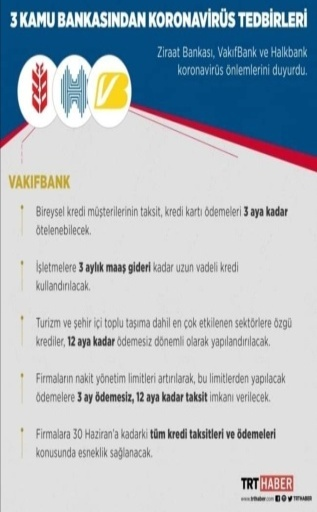 3 KAMU BANKASINDAN KORONAVİRÜS TEDBİRLERİ
Ziraat Bankası, VakıfBank ve Halkbank
koronavirüs önlemlerini duyurdu.
VAKIFBANK
Bireysel kredi müşterilerinin taksit, kredi kartı ödemeleri 3 aya kadar
ötelenebilecek.
İşletmelere 3 aylık maaş gideri kadar uzun vadeli kredi
kullandırılacak.
Turizm ve şehir içi toplu taşıma dahil en çok etkilenen sektörlere özgü
krediler, 12 aya kadar ödemesiz dönemli olarak yapılandırılacak.
Firmaların nakit yönetim limitleri artırılarak, bu limitlerden yapılacak
ödemelere 3 ay ödemesiz, 12 aya kadar taksit imkanı verilecek.
Firmalara 30 Haziran'a kadarki tüm kredi taksitleri ve ödemeleri
konusunda esneklik sağlanacak.
TRT HABER
www.trthaber.com TRTHABER